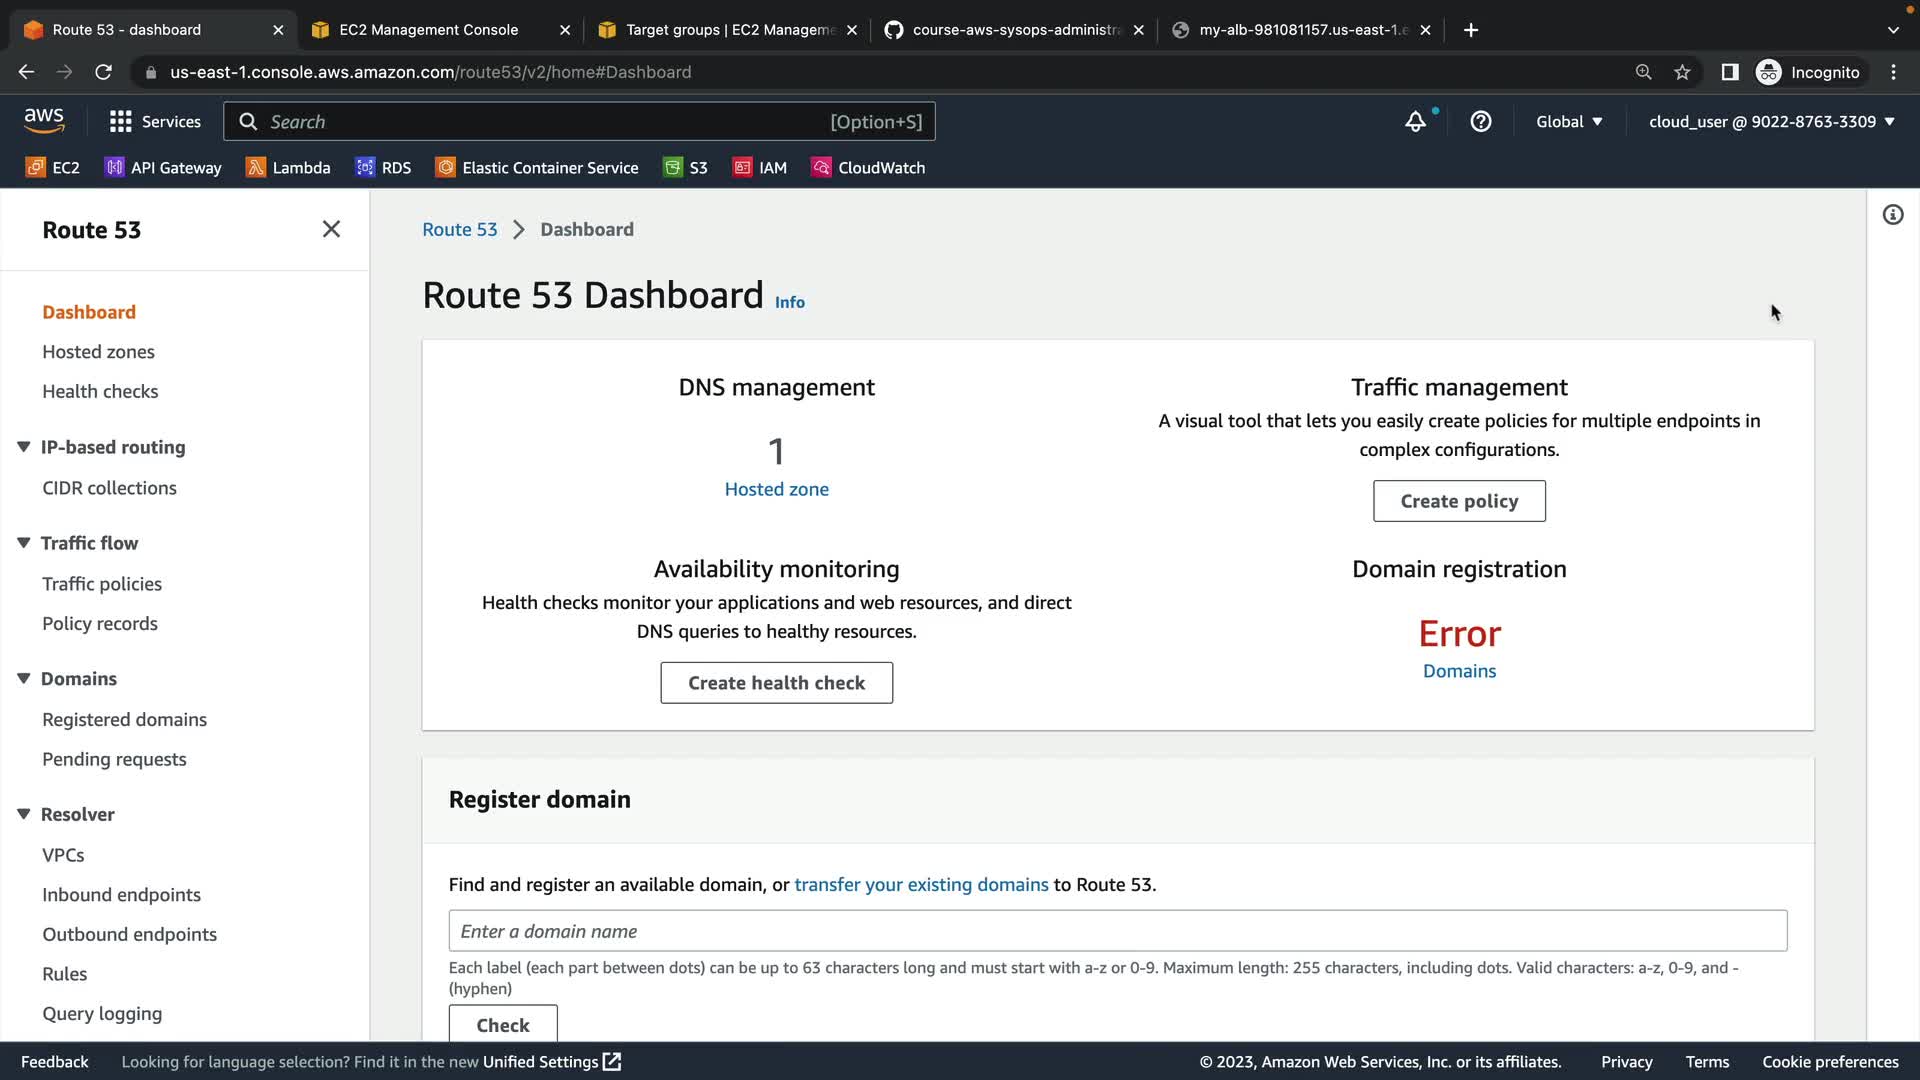 Route 53 - dashboard
EC2 Management Console
Target groups | EC2 Manageme
course-aws-sysops-administra
my-alb-981081157.us-east-1.e
us-east-1.console.aws.amazon.com/route53/v2/home#Dashboard
Incognito
aws
Services
Search
[Option+S]
Global
cloud_user @ 9022-8763-3309
EC2
API Gateway
Lambda
RDS
Elastic Container Service
S3
IAM
CloudWatch
Route 53
Dashboard
Hosted zones
Health checks
IP-based routing
CIDR collections
Traffic flow
Traffic policies
Policy records
Domains
Registered domains
Pending requests
Resolver
VPCs
Inbound endpoints
Outbound endpoints
Rules
Query logging
Route 53 > Dashboard
Route 53 Dashboard Info
DNS management
1
Hosted zone
Traffic management
A visual tool that lets you easily create policies for multiple endpoints in
complex configurations.
Create policy
Availability monitoring
Health checks monitor your applications and web resources, and direct
DNS queries to healthy resources.
Create health check
Domain registration
Error
Domains
Register domain
Find and register an available domain, or transfer your existing domains to Route 53.
Enter a domain name
Each label (each part between dots) can be up to 63 characters long and must start with a-z or 0-9. Maximum length: 255 characters, including dots. Valid characters: a-z, 0-9, and -
(hyphen)
Check
Feedback
Looking for language selection? Find it in the new Unified Settings
© 2023, Amazon Web Services, Inc. or its affiliates.
Privacy
Terms
Cookie preferences